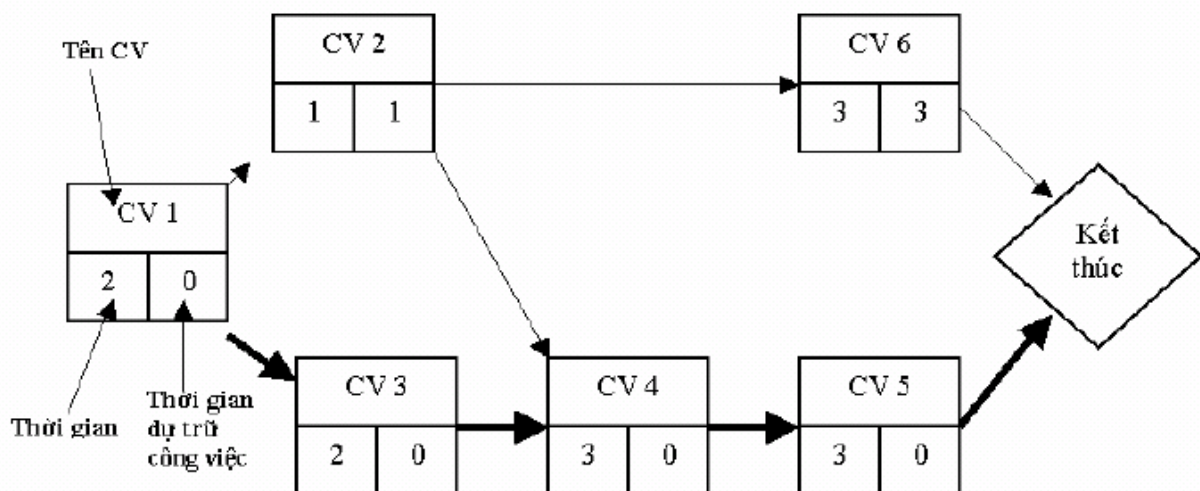 Tên CV
CV 2
1 1
CV 6
3 3
CV 1
2 0
Kết
thúc
Thời gian
Thời gian
dự trữ
công việc
CV 3
2 0
CV 4
3 0
CV 5
3 0